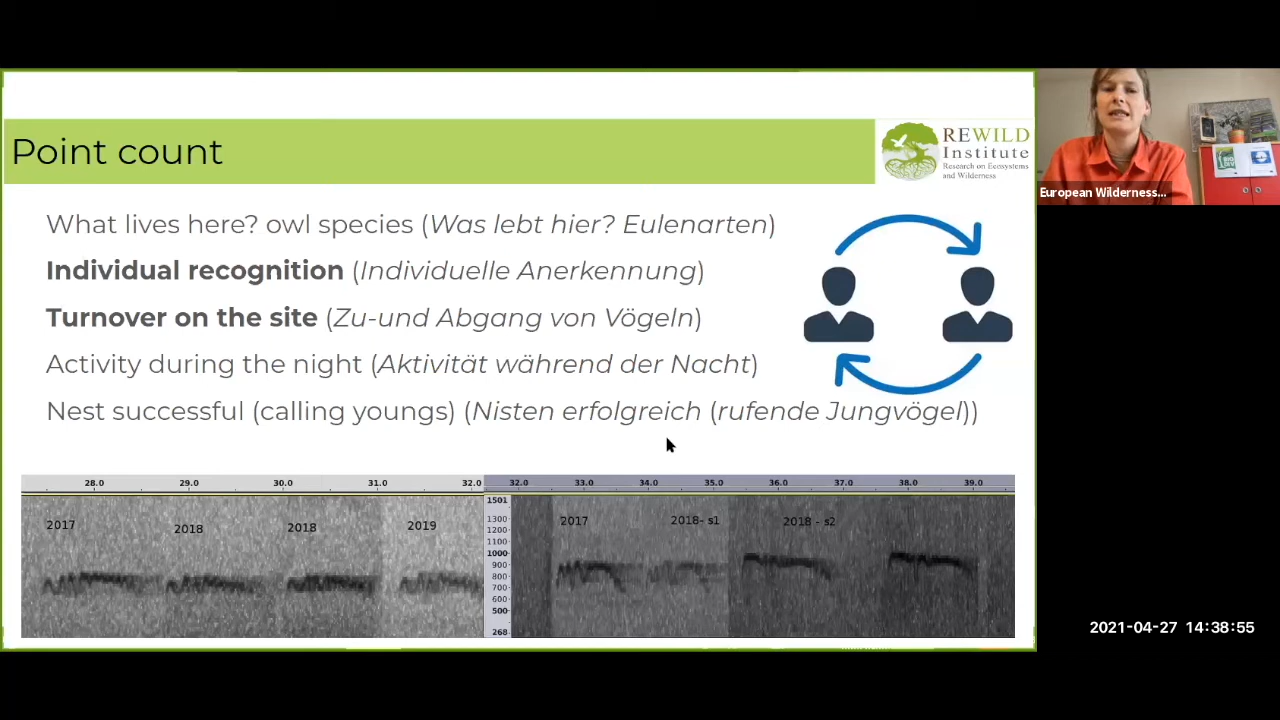 Point count
REWILD
Institute
Research on Ecosystems
and Wilderness
European Wilderness...
What lives here? owl species (Was lebt hier? Eulenarten)
Individual recognition (Individuelle Anerkennung)
Turnover on the site (Zu-und Abgang von Vögeln)
Activity during the night (Aktivität während der Nacht)
Nest successful (calling youngs) (Nisten erfolgreich (rufende Jungvögel))
28.0 29.0 30.0 31.0 32.0 32.0 33.0 34.0 35.0 36.0 37.0 38.0 39.0
2017 2018 2018 2019
1501
1300
1200
1100
1000
900
800
700
600
500
268
2017 2018- s1 2018 - s2
2021-04-27 14:38:55